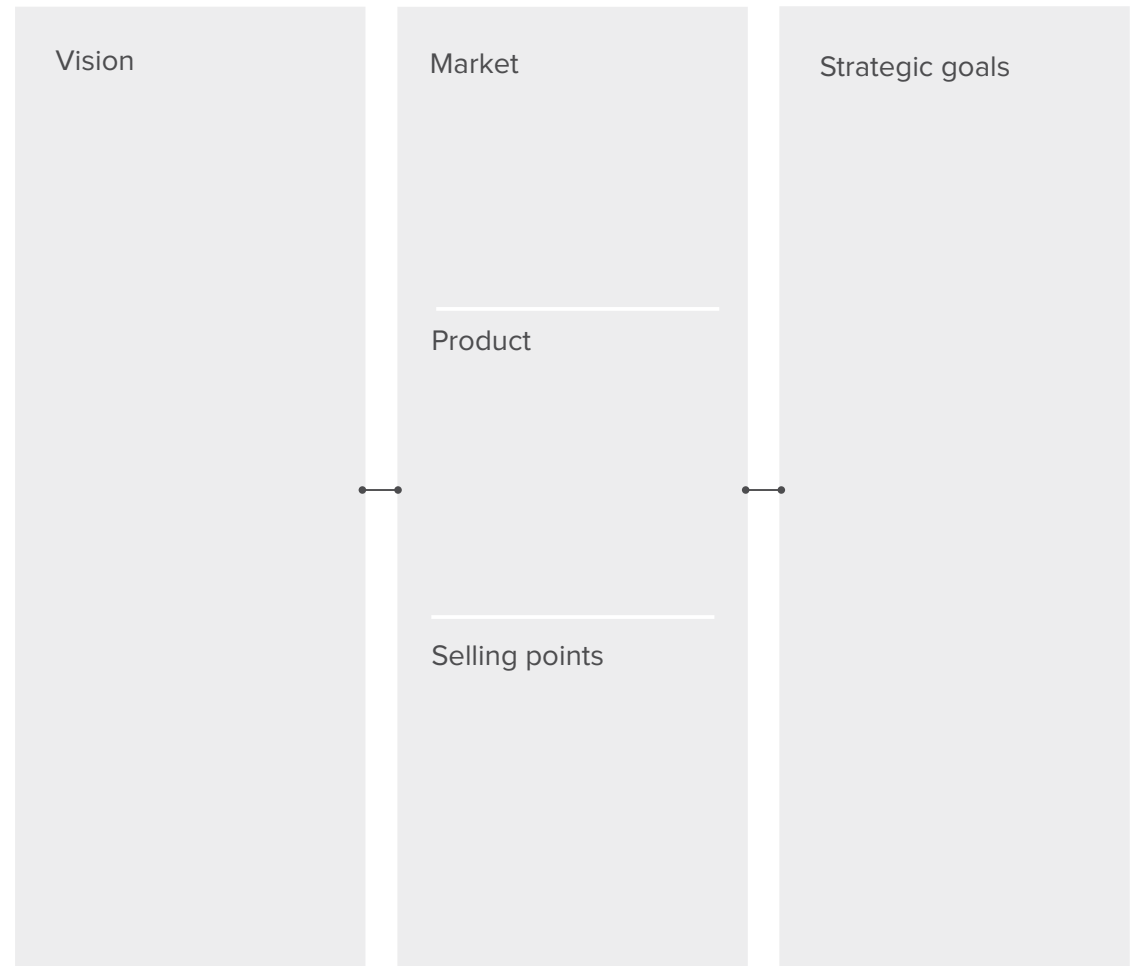 Vision
Market
Product
Selling points
Strategic goals